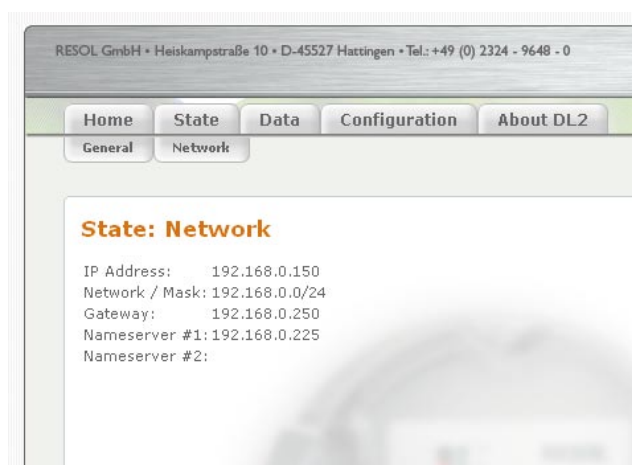 RESOL GmbH • Heiskampstraße 10 • D-45527 Hattingen • Tel.: +49 (0) 2324 - 9648 - 0
Home State Data Configuration About DL2
General Network
State: Network
IP Address: 192.168.0.150
Network / Mask: 192.168.0.0/24
Gateway: 192.168.0.250
Nameserver #1: 192.168.0.225
Nameserver #2: